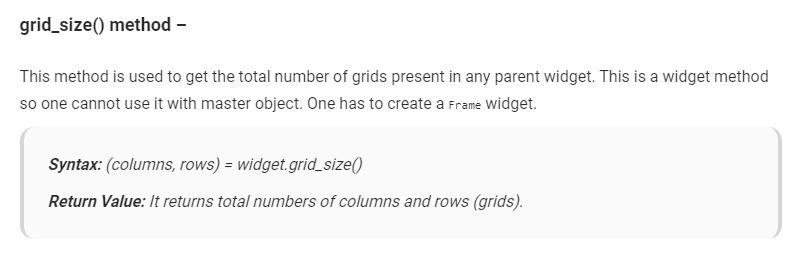 grid_size() method –
This method is used to get the total number of grids present in any parent widget. This is a widget method
so one cannot use it with master object. One has to create a Frame widget.
Syntax: (columns, rows) = widget.grid_size()
Return Value: It returns total numbers of columns and rows (grids).